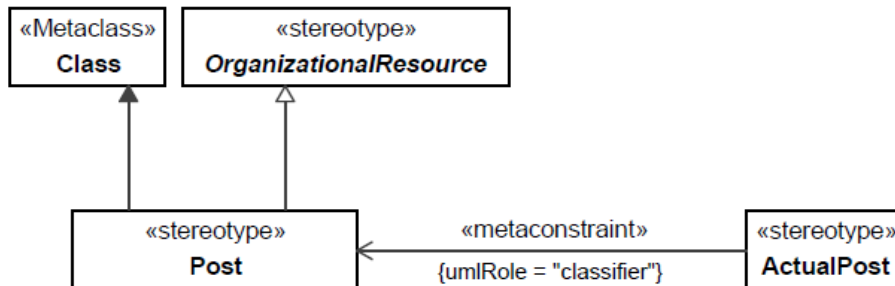 «Metaclass»
Class
«stereotype»
OrganizationalResource
«stereotype»
Post
«metaconstraint»
{umlRole = "classifier"}
«stereotype»
ActualPost